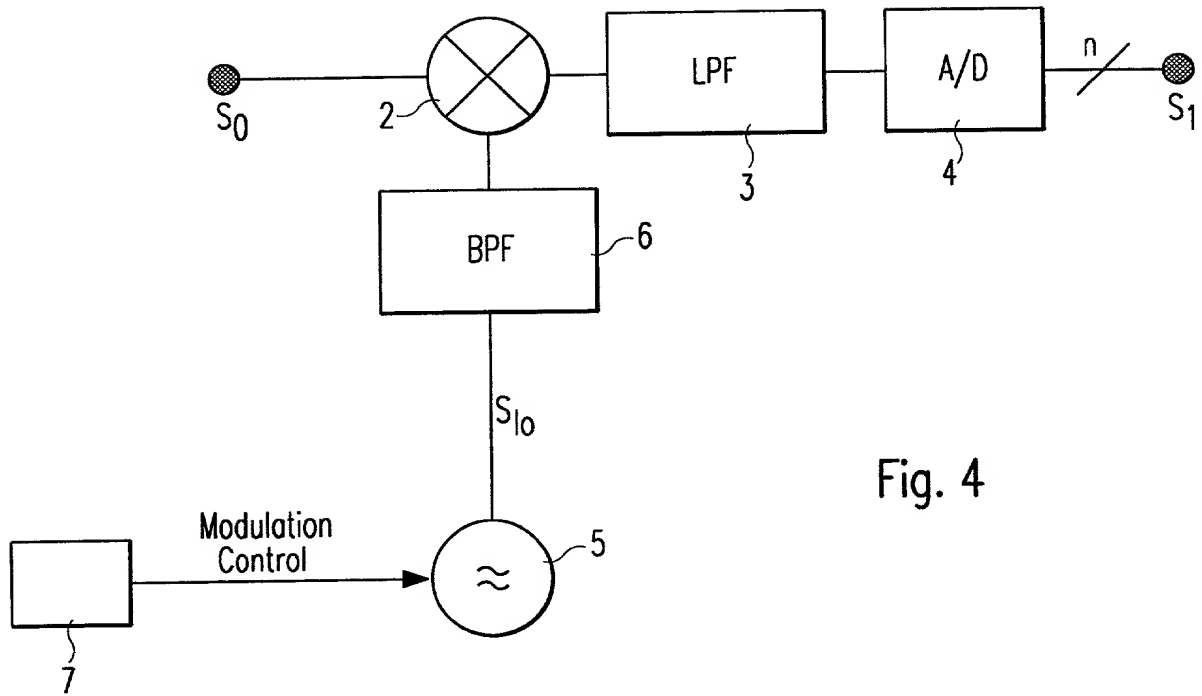 LPF
A/D
n
S0
2
S1
3
4
BPF
6
Slo
Fig. 4
Modulation
Control
5
7